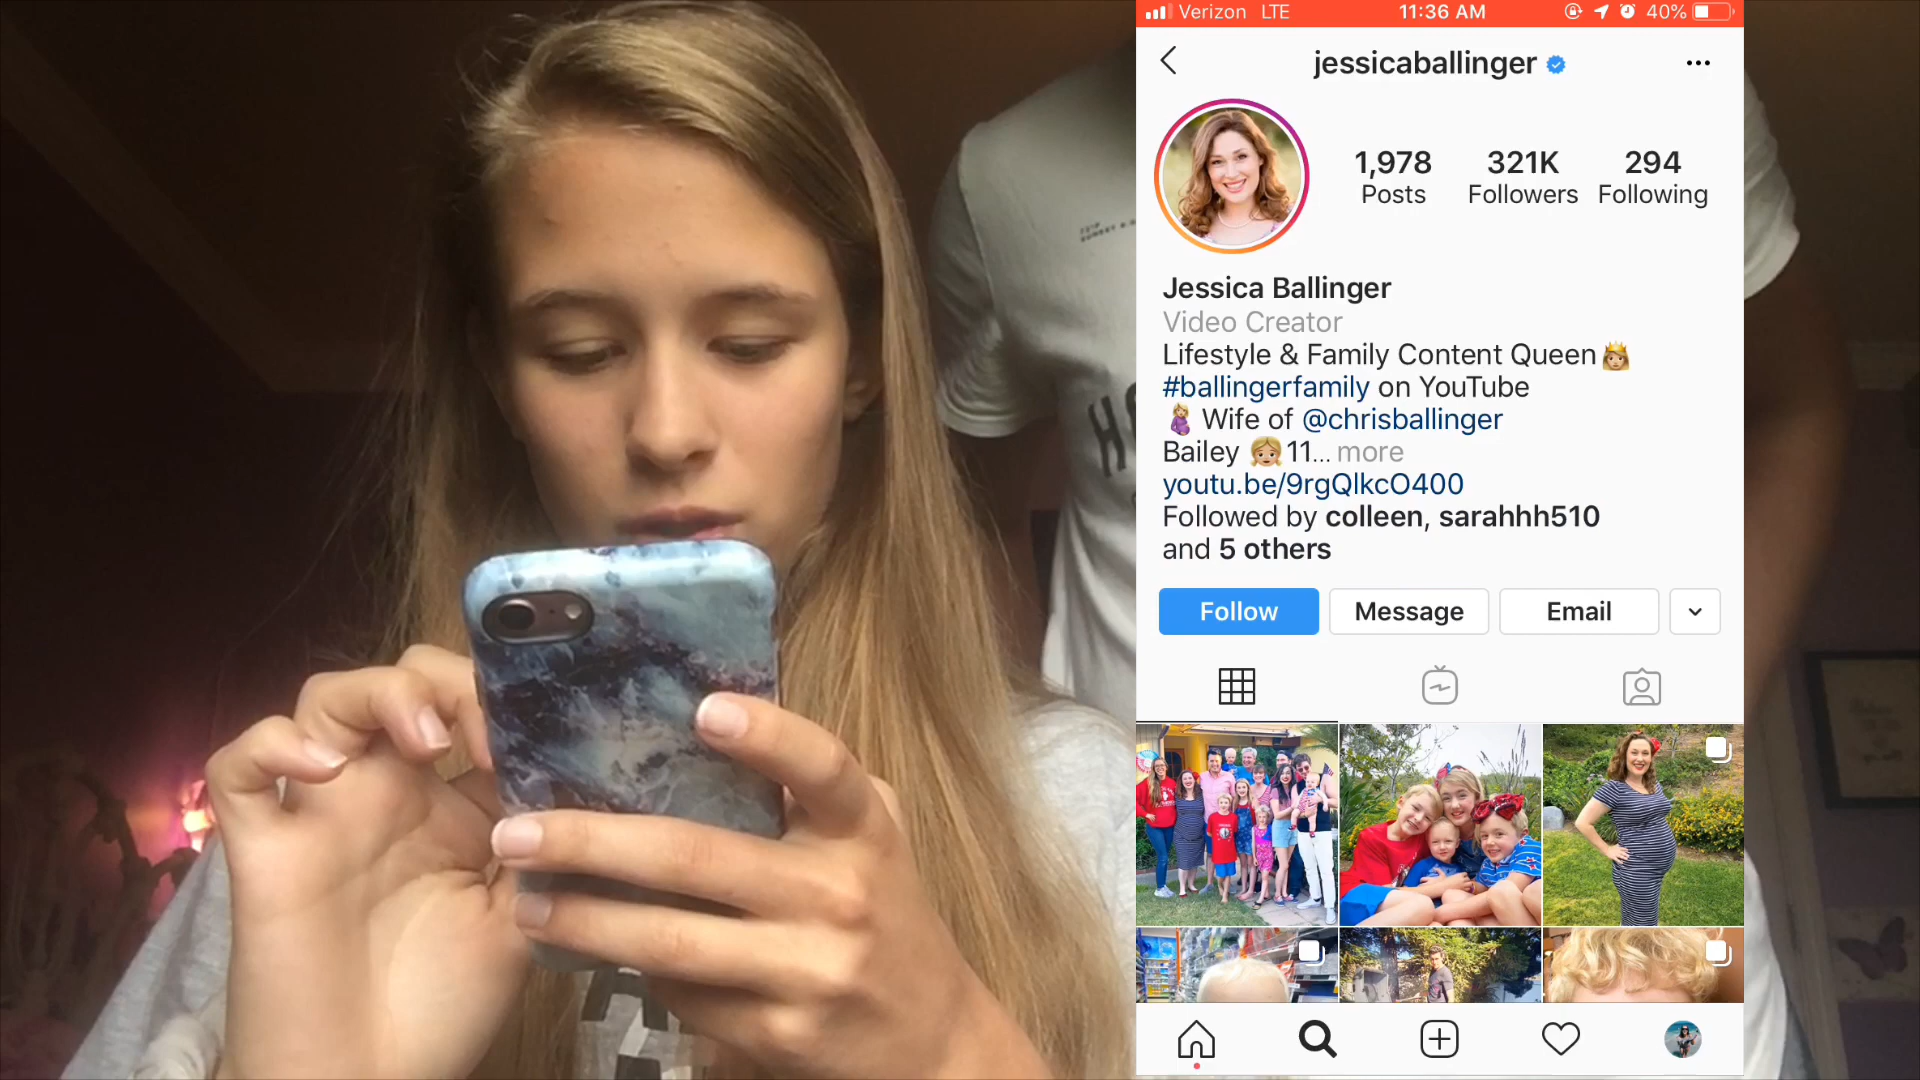 Verizon LTE 11:36 AM 40%
jessicaballinger
1,978 321K 294
Posts Followers Following
Jessica Ballinger
Video Creator
Lifestyle & Family Content Queen👸🏼
#ballingerfamily on YouTube
🤰🏼 Wife of @chrisballinger
Bailey 👧🏼11... more
youtu.be/9rgQlkcO400
Followed by colleen, sarahhh510
and 5 others
Follow Message Email